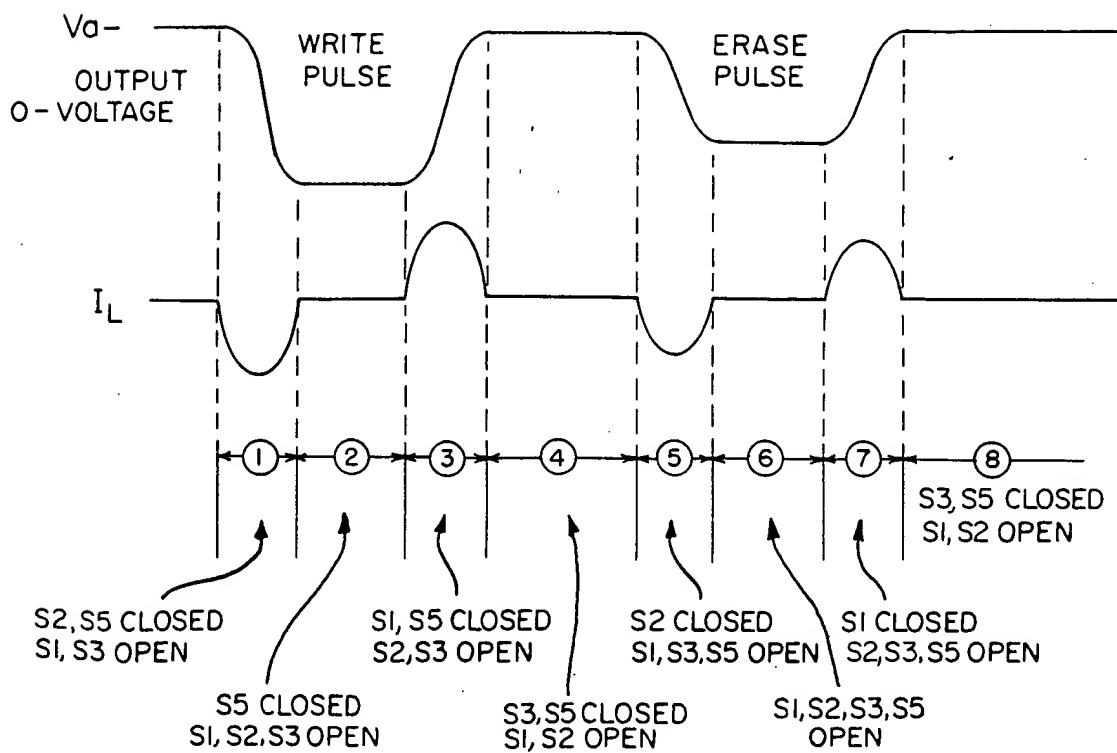 Va-
WRITE
PULSE
ERASE
PULSE
OUTPUT
0-VOLTAGE
IL
1
2
3
4
5
6
7
8
S3, S5 CLOSED
S1, S2 OPEN
S2, S5 CLOSED
S1, S3 OPEN
S1, S5 CLOSED
S2, S3 OPEN
S2 CLOSED
S1, S3, S5 OPEN
S1 CLOSED
S2, S3, S5 OPEN
S5 CLOSED
S1, S2, S3 OPEN
S3, S5 CLOSED
S1, S2 OPEN
S1, S2, S3, S5
OPEN